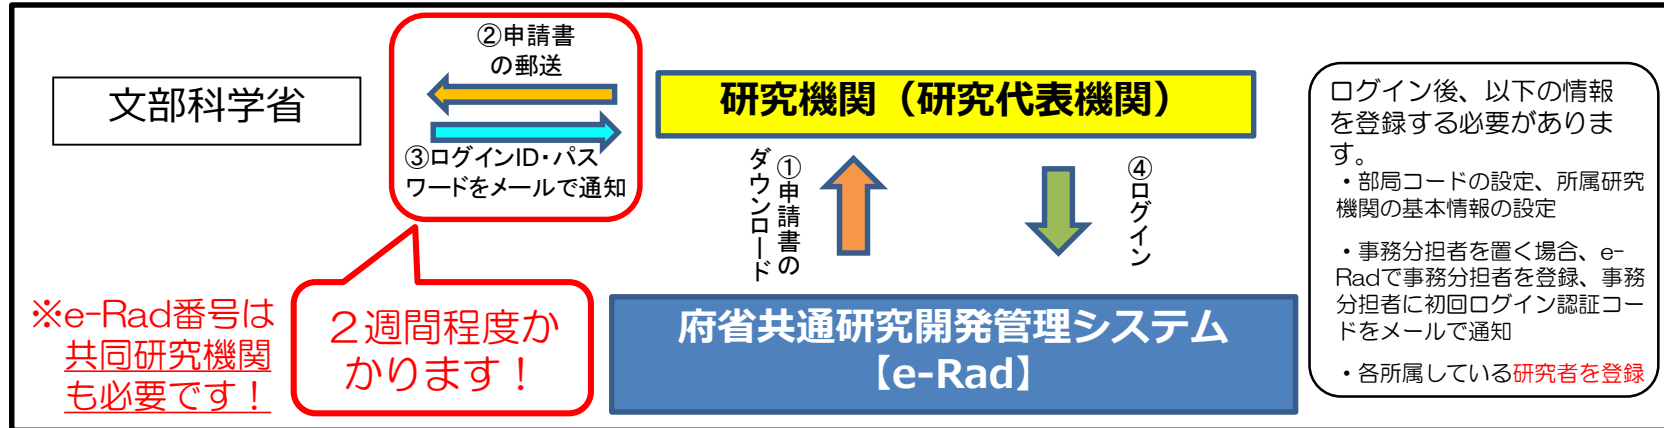 ②申請書
の郵送
文部科学省
③ログインID・パス
ワードをメールで通知
研究機関（研究代表機関）
①申請書の
ダウンロード
④ログイン
府省共通研究開発管理システム
【e-Rad】
２週間程度か
かります！
※e-Rad番号は
共同研究機関
も必要です！
ログイン後、以下の情報
を登録する必要がありま
す。
・部局コードの設定、所属研究
機関の基本情報の設定
・事務分担者を置く場合、e-
Radで事務分担者を登録、事務
分担者に初回ログイン認証コー
ドをメールで通知
・各所属している研究者を登録